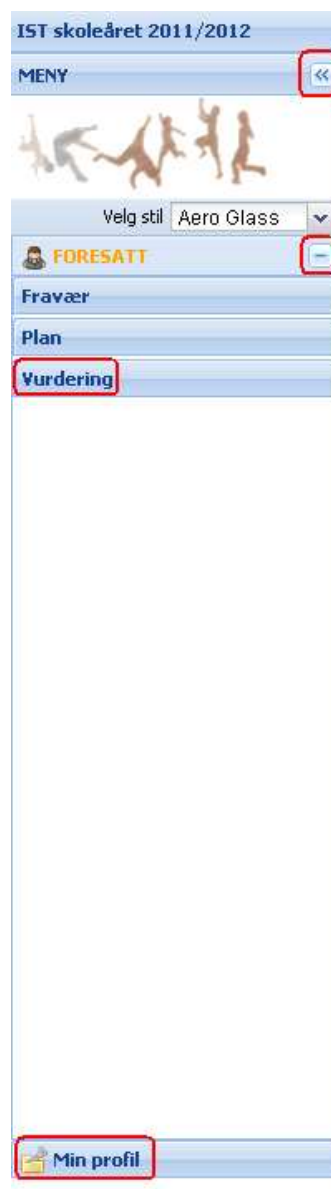 IST skoleåret 2011/2012
MENY
Velg stil Aero Glass
FORESATT
Fravær
Plan
Vurdering
Min profil